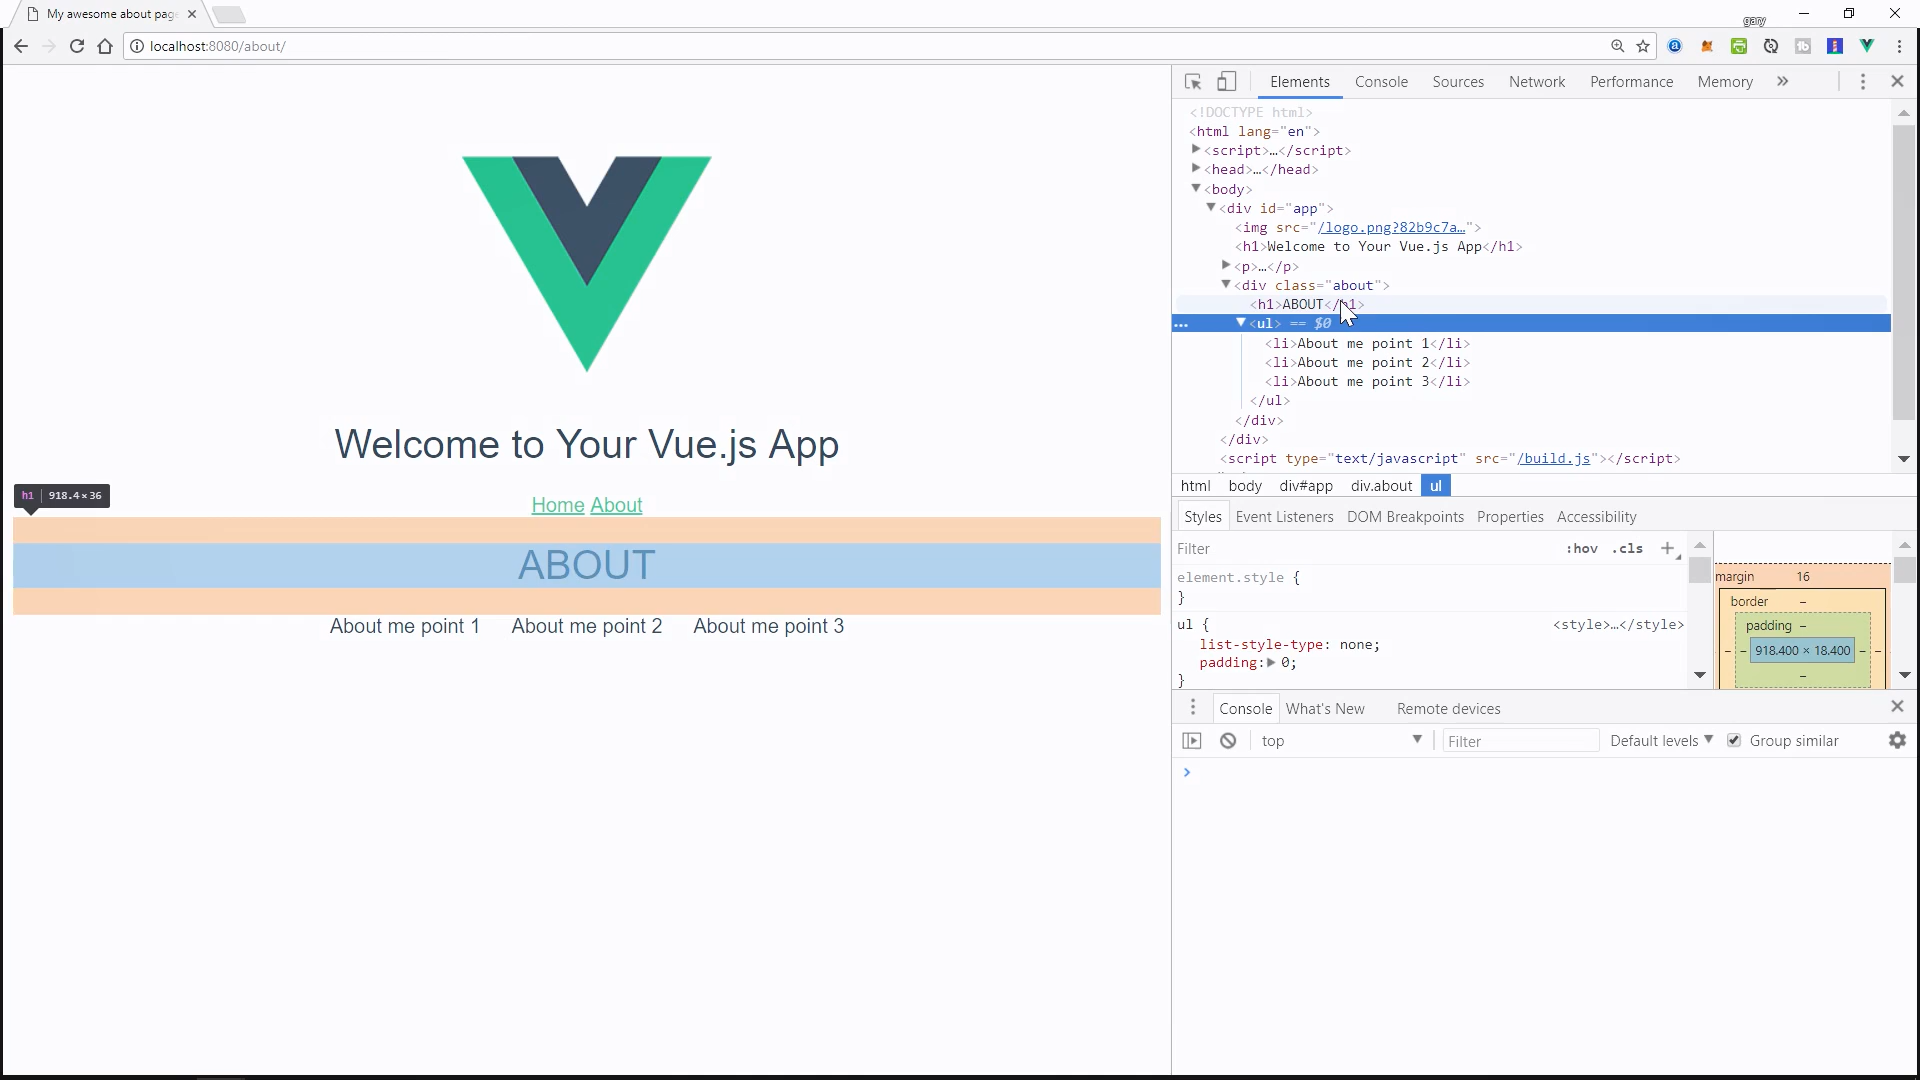 My awesome about pag
gary
localhost:8080/about/
Elements Console Sources Network Performance Memory »
<!DOCTYPE html>
<html lang="en">
<script>…</script>
<head>…</head>
<body>
<div id="app">
<img src="/logo.png?82b9c7a…">
<h1>Welcome to Your Vue.js App</h1>
<p>…</p>
<div class="about">
<h1>ABOUT</h1>
... <ul> == $0
<li>About me point 1</li>
<li>About me point 2</li>
<li>About me point 3</li>
</ul>
</div>
</div>
<script type="text/javascript" src="/build.js"></script>
html body div#app div.about ul
Styles Event Listeners DOM Breakpoints Properties Accessibility
Filter :hov .cls +
element.style {
}
ul { <style>…</style>
list-style-type: none;
padding: 0;
}
margin 16
border –
padding –
– – 918.400 × 18.400 – –
–
Console What's New Remote devices
top Filter Default levels Group similar
Welcome to Your Vue.js App
Home About
h1 918.4 × 36
ABOUT
About me point 1 About me point 2 About me point 3